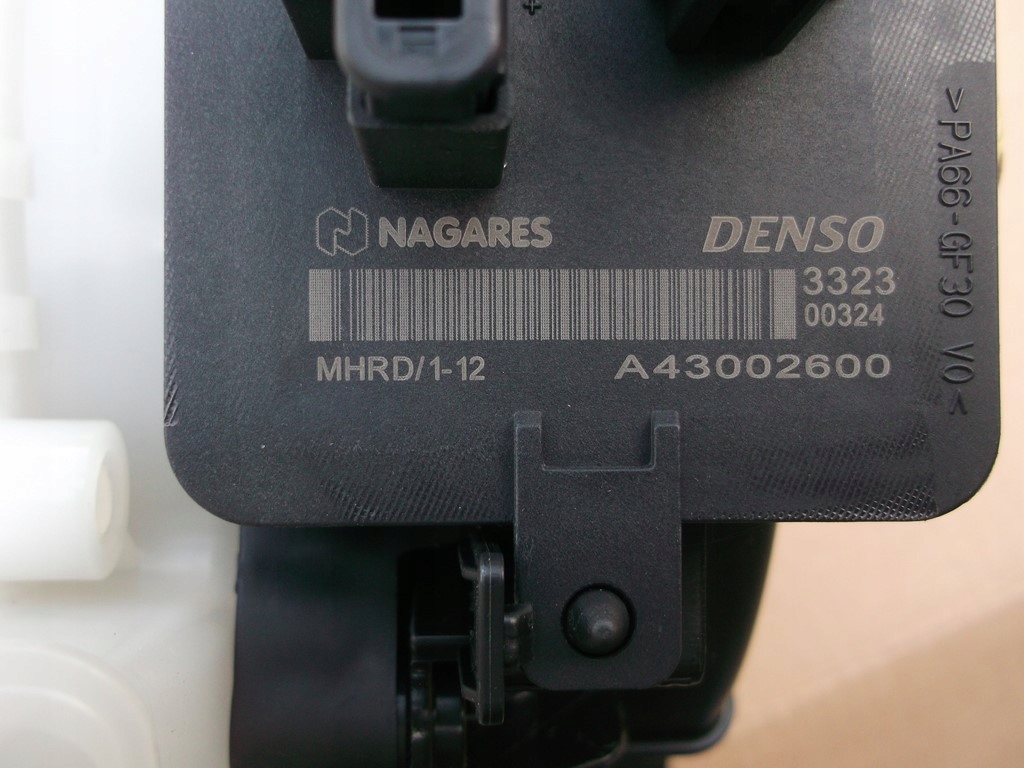 +
NAGARES DENSO
3323
00324
MHRD/1-12 A43002600
>PA66-GF30 V0<